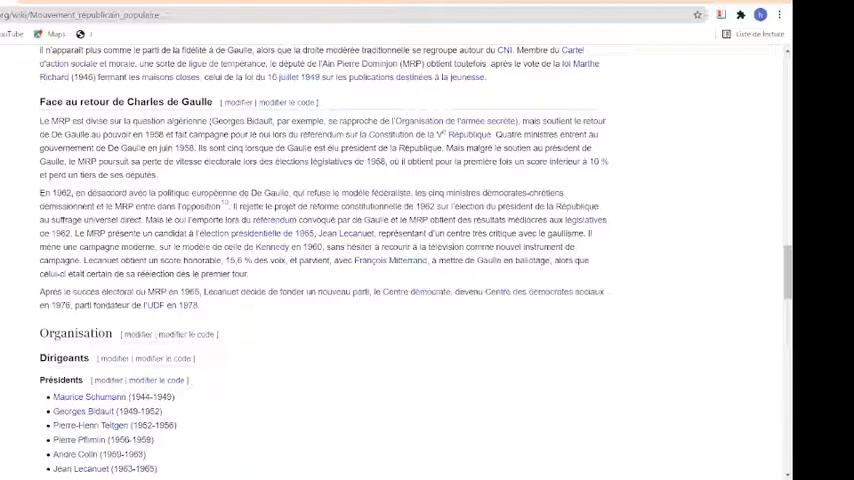 org/wiki/Mouvement_républicain_populaire
YouTube Maps Liste de lecture
il n'apparaît plus comme le parti de la fidélité à de Gaulle, alors que la droite modérée traditionnelle se regroupe autour du CNI. Membre du Cartel
d'action sociale et morale, une sorte de ligue de tempérance, le député de l'Ain Pierre Dominjon (MRP) obtient toutefois, après le vote de la loi Marthe
Richard (1946) fermant les maisons closes, celui de la loi du 16 juillet 1949 sur les publications destinées à la jeunesse.
Face au retour de Charles de Gaulle [ modifier | modifier le code ]
Le MRP est divisé sur la question algérienne (Georges Bidault, par exemple, se rapproche de l'Organisation de l'armée secrète), mais soutient le retour
de De Gaulle au pouvoir en 1958 et fait campagne pour le oui lors du référendum sur la Constitution de la Ve République. Quatre ministres entrent au
gouvernement de De Gaulle en juin 1958. Ils sont cinq lorsque de Gaulle est élu président de la République. Mais malgré le soutien au président de
Gaulle, le MRP poursuit sa perte de vitesse électorale lors des élections législatives de 1958, où il obtient pour la première fois un score inférieur à 10 %
et perd un tiers de ses députés.
En 1962, en désaccord avec la politique européenne de De Gaulle, qui refuse le modèle fédéraliste, les cinq ministres démocrates-chrétiens
démissionnent et le MRP entre dans l'opposition. Il rejette le projet de réforme constitutionnelle de 1962 sur l'élection du président de la République
au suffrage universel direct. Mais le oui l'emporte lors du référendum convoqué par de Gaulle et le MRP obtient des résultats médiocres aux législatives
de 1962. Le MRP présente un candidat à l'élection présidentielle de 1965, Jean Lecanuet, représentant d'un centre très critique avec le gaullisme. Il
mène une campagne moderne, sur le modèle de celle de Kennedy en 1960, sans hésiter à recourir à la télévision comme nouvel instrument de
campagne. Lecanuet obtient un score honorable, 15,6 % des voix, et parvient, avec François Mitterrand, à mettre de Gaulle en ballotage, alors que
celui-ci était certain de sa réélection dès le premier tour.
Après le succès électoral du MRP en 1965, Lecanuet décide de fonder un nouveau parti, le Centre démocrate, devenu Centre des démocrates sociaux
en 1976, parti fondateur de l'UDF en 1978.
Organisation [ modifier | modifier le code ]
Dirigeants [ modifier | modifier le code ]
Présidents [ modifier | modifier le code ]
• Maurice Schumann (1944-1949)
• Georges Bidault (1949-1952)
• Pierre-Henri Teitgen (1952-1956)
• Pierre Pflimlin (1956-1959)
• André Colin (1959-1963)
• Jean Lecanuet (1963-1965)